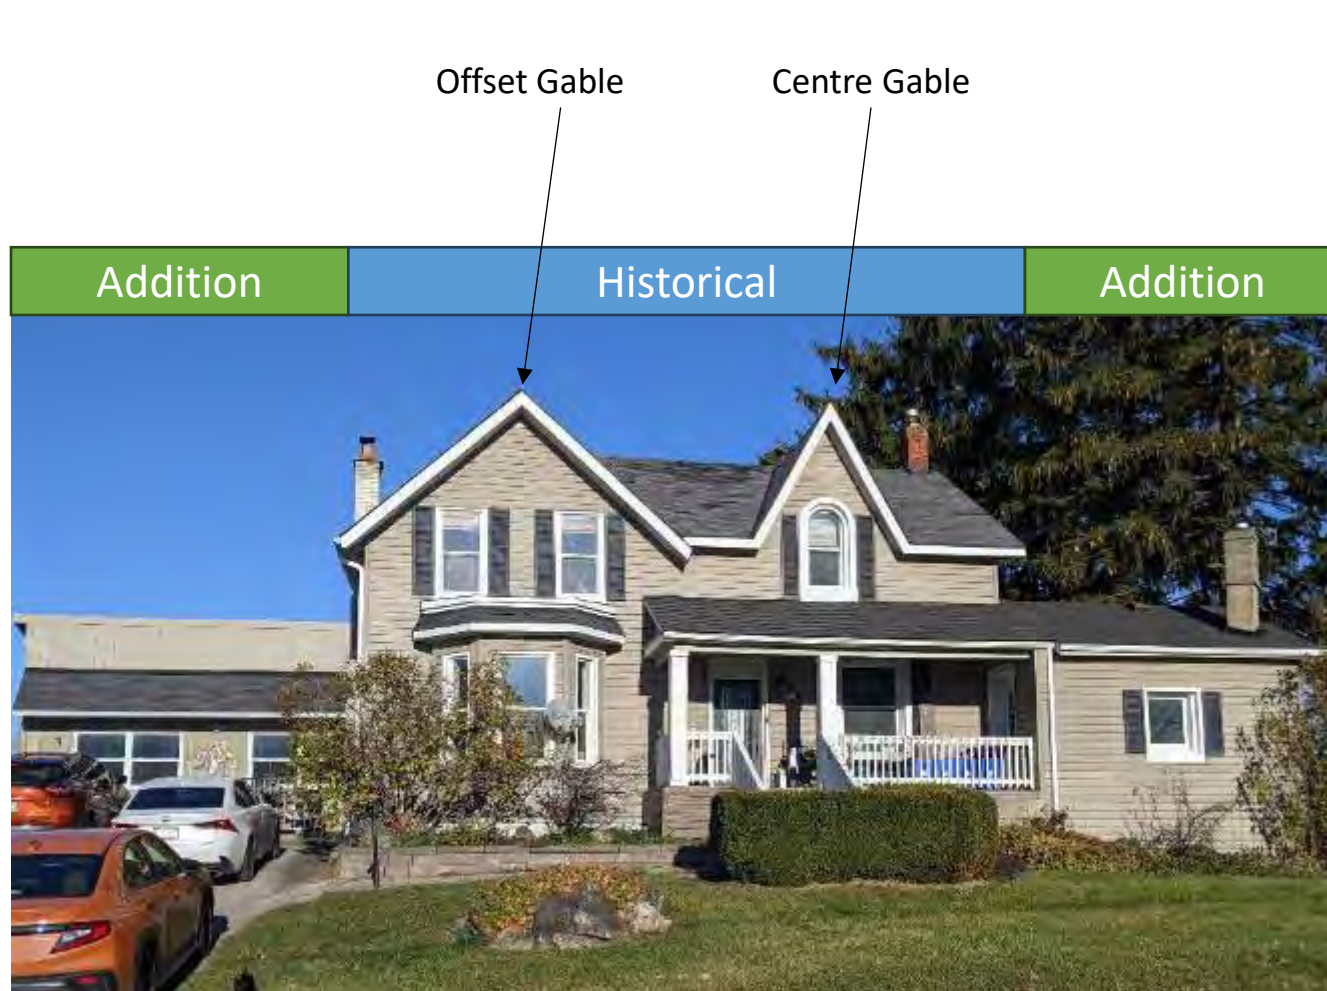 Offset Gable
Centre Gable
Addition
Historical
Addition